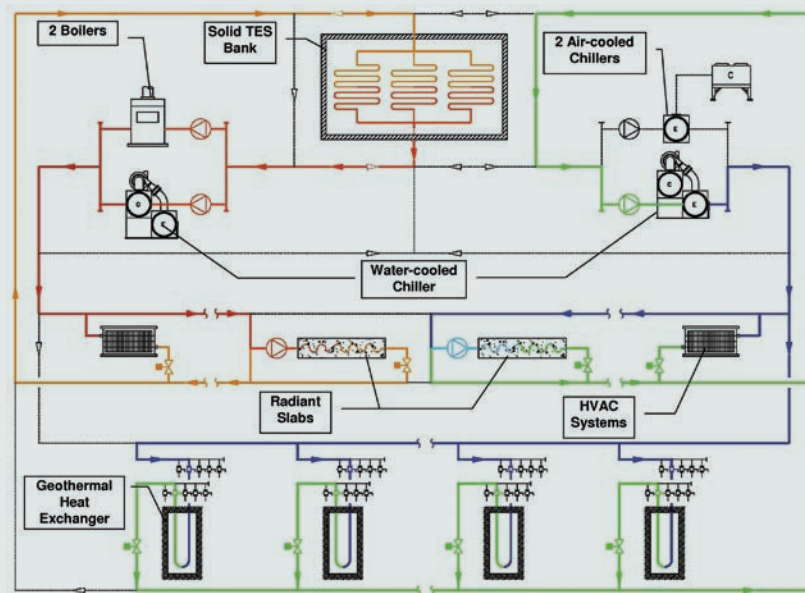 2 Boilers
Solid TES
Bank
2 Air-cooled
Chillers
C
E
C
E
C
E
Water-cooled
Chiller
Radiant
Slabs
HVAC
Systems
Geothermal
Heat
Exchanger